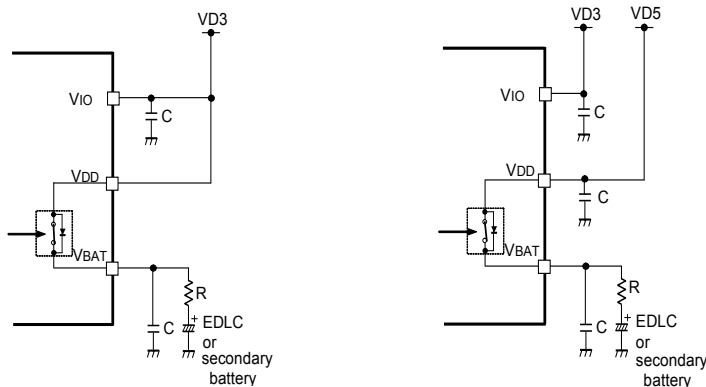 VD3
VIO
C
VDD
VBAT
R
C
+
EDLC
or
secondary
battery
VD3
VD5
VIO
C
VDD
C
VBAT
R
C
+
EDLC
or
secondary
battery